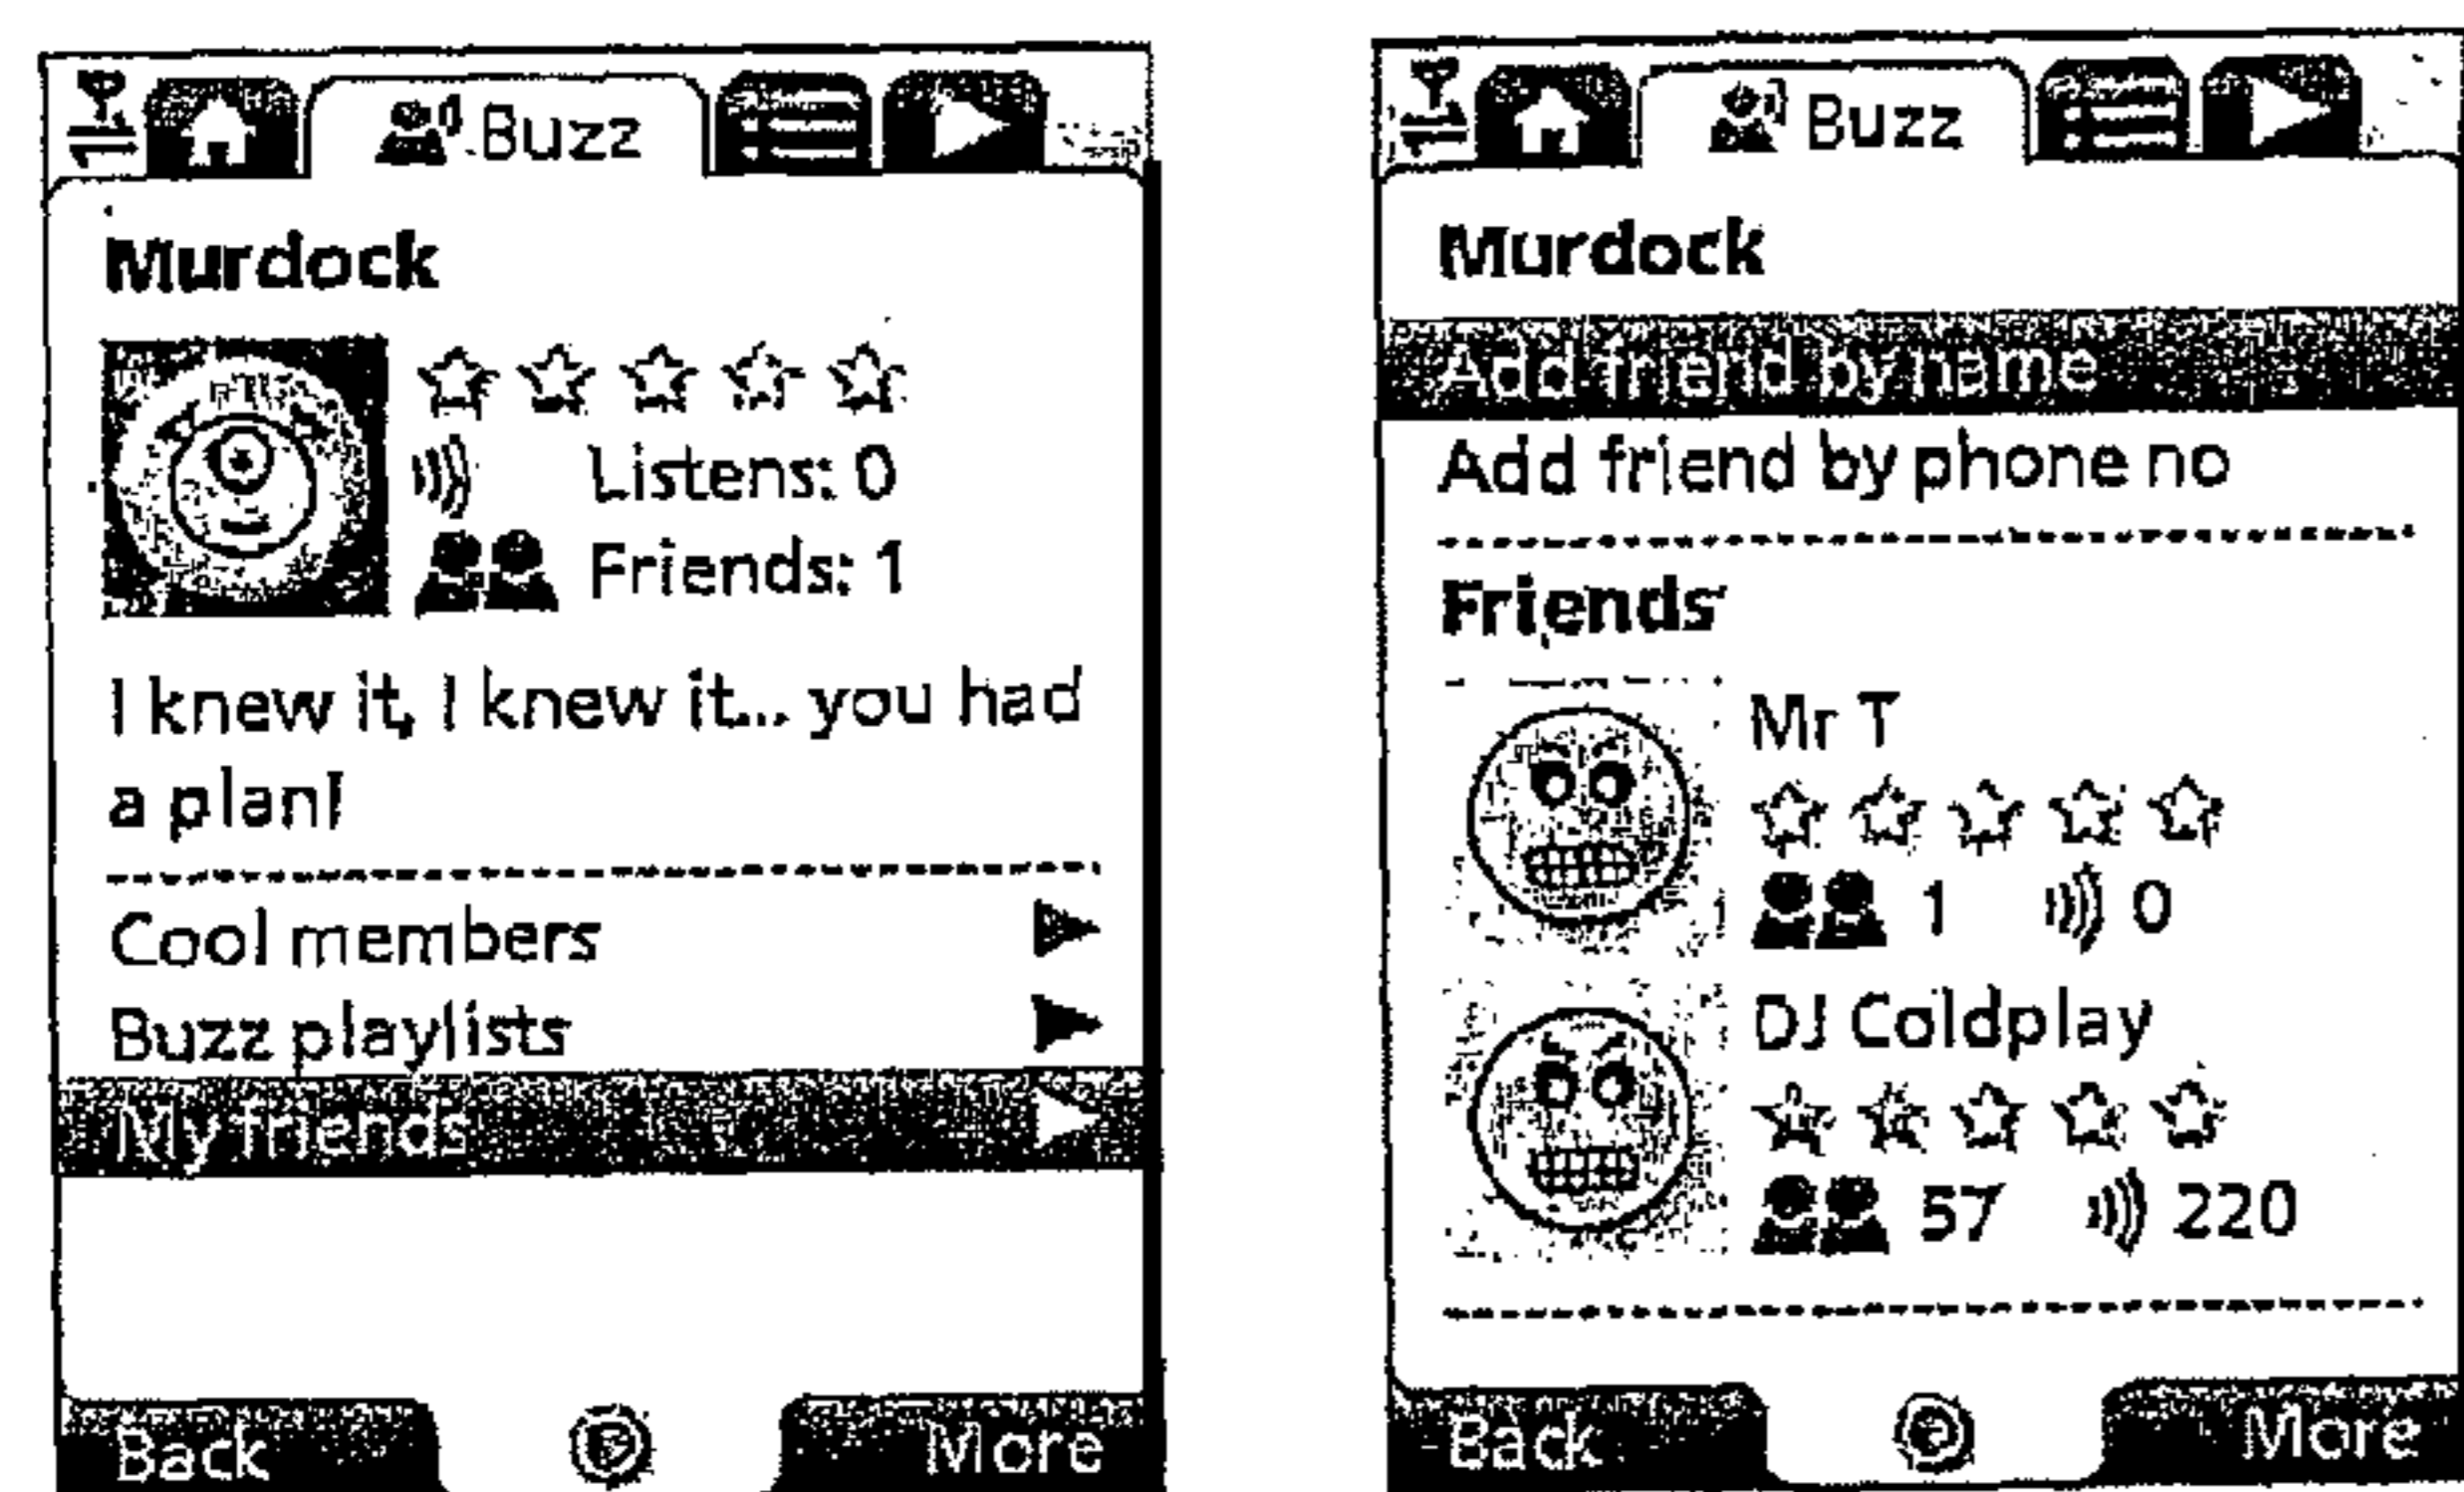 Buzz
Murdock
Listens: 0
Friends: 1
I knew it, I knew it... you had
a plan!
Cool members
Buzz playlists
My friends
Back
More
Buzz
Murdock
Add friend by name
Add friend by phone no
Friends
Mr T
1 0
DJ Coldplay
57 220
Back
More